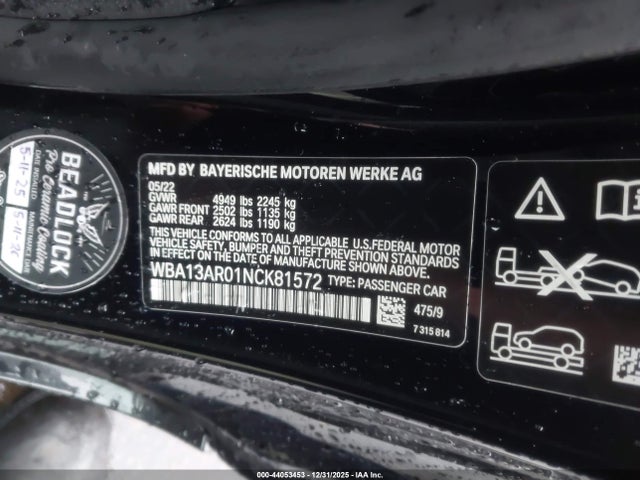 MFD BY BAYERISCHE MOTOREN WERKE AG
05/22
GVWR 4949 lbs 2245 kg
GAWR FRONT 2502 lbs 1135 kg
GAWR REAR 2624 lbs 1190 kg
THIS VEHICLE CONFORMS TO ALL APPLICABLE U.S. FEDERAL MOTOR
VEHICLE SAFETY, BUMPER AND THEFT PREVENTION STANDARDS
IN EFFECT ON THE DATE OF MANUFACTURE SHOWN ABOVE.
WBA13AR01NCK81572 TYPE: PASSENGER CAR
475/9
7 315 814
BEADLOCK
Pro Ceramic Coating
DATE INSTALLED
5-11-25
000-44053453 - 12/31/2025 - IAA Inc.